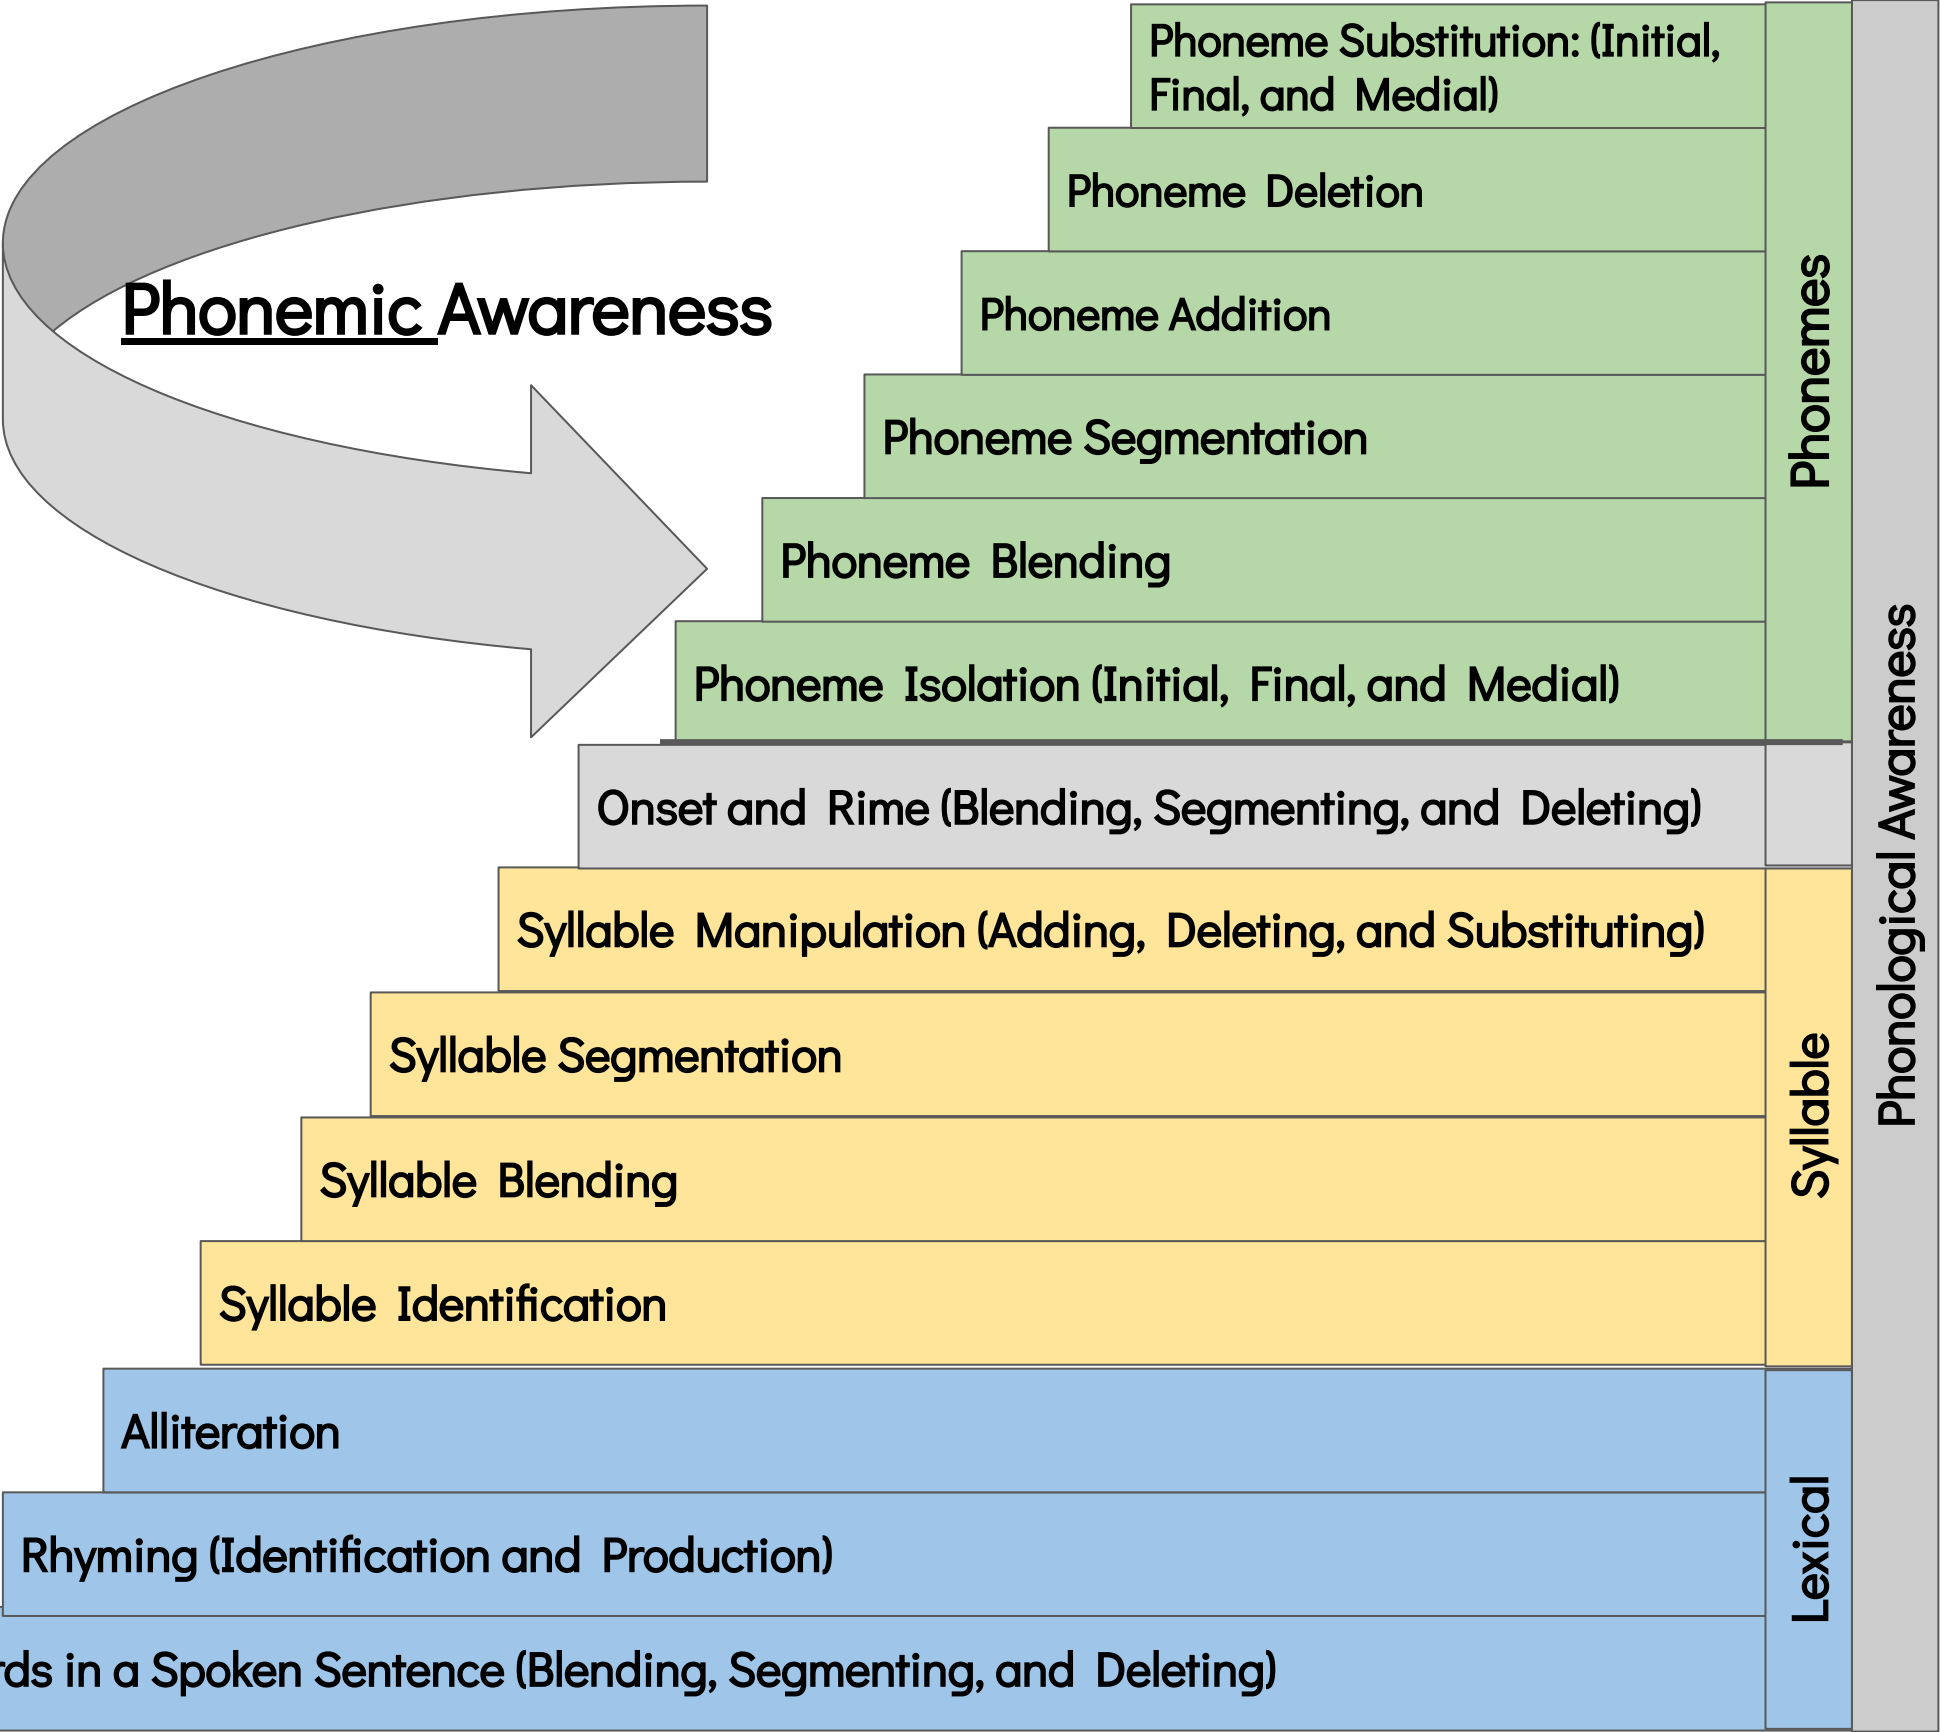 Phoneme Substitution: (Initial,
Final, and Medial)
Phoneme Deletion
Phonemic Awareness
Phoneme Addition
Phoneme Segmentation
Phoneme Blending
Phoneme Isolation (Initial, Final, and Medial)
Phonemes
Onset and Rime (Blending, Segmenting, and Deleting)
Syllable Manipulation (Adding, Deleting, and Substituting)
Syllable Segmentation
Syllable Blending
Syllable Identification
Syllable
Alliteration
Rhyming (Identification and Production)
in a Spoken Sentence (Blending, Segmenting, and Deleting)
Lexical
Phonological Awareness